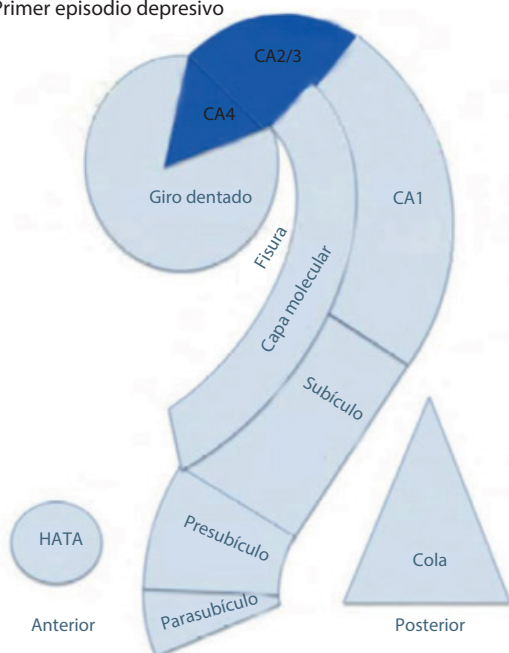 Primer episodio depresivo
CA2/3
CA4
Giro dentado
CA1
Fisura
Capa molecular
Subículo
HATA
Presubículo
Cola
Parasubículo
Anterior
Posterior